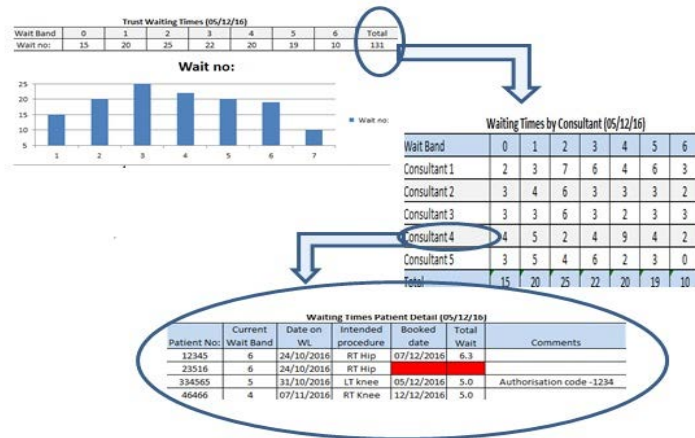 Trust Waiting Times (05/12/16)
Wait Band 0 1 2 3 4 5 6 Total
Wait no: 15 20 25 22 20 19 10 131
Wait no:
25
20
15
10
5
1 2 3 4 5 6 7
Wait no:
Waiting Times by Consultant (05/12/16)
Wait Band 0 1 2 3 4 5 6
Consultant 1 2 3 7 6 4 6 3
Consultant 2 3 4 6 3 3 3 2
Consultant 3 3 3 6 3 2 3 3
Consultant 4 4 5 2 4 9 4 2
Consultant 5 3 5 4 6 2 3 0
Total 15 20 25 22 20 19 10
Waiting Times Patient Detail (05/12/16)
Patient No: Current Wait Band Date on WL Intended procedure Booked date Total Wait Comments
12345 6 24/10/2016 RT Hip 07/12/2016 6.3
23516 6 24/10/2016 RT Hip
334565 5 31/10/2016 LT knee 05/12/2016 5.0 Authorisation code -1234
46466 4 07/11/2016 RT Knee 12/12/2016 5.0